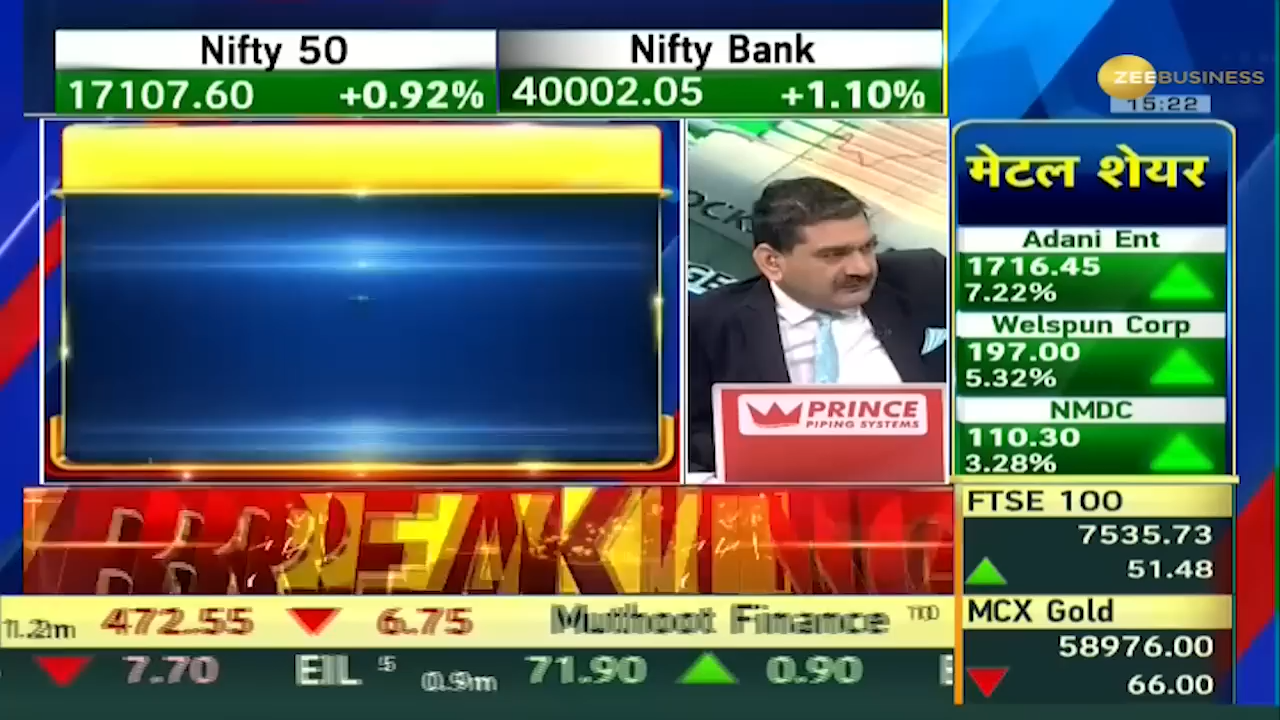 Nifty 50
17107.60 +0.92%
Nifty Bank
40002.05 +1.10%
ZEEBUSINESS
15:22
मेटल शेयर
Adani Ent
1716.45
7.22%
Welspun Corp
197.00
5.32%
NMDC
110.30
3.28%
PRINCE
PIPING SYSTEMS
FTSE 100
7535.73
51.48
MCX Gold
58976.00
66.00
1.2m 472.55 6.75 Muthoot Finance
7.70 EIL 5 0.9m 71.90 0.90